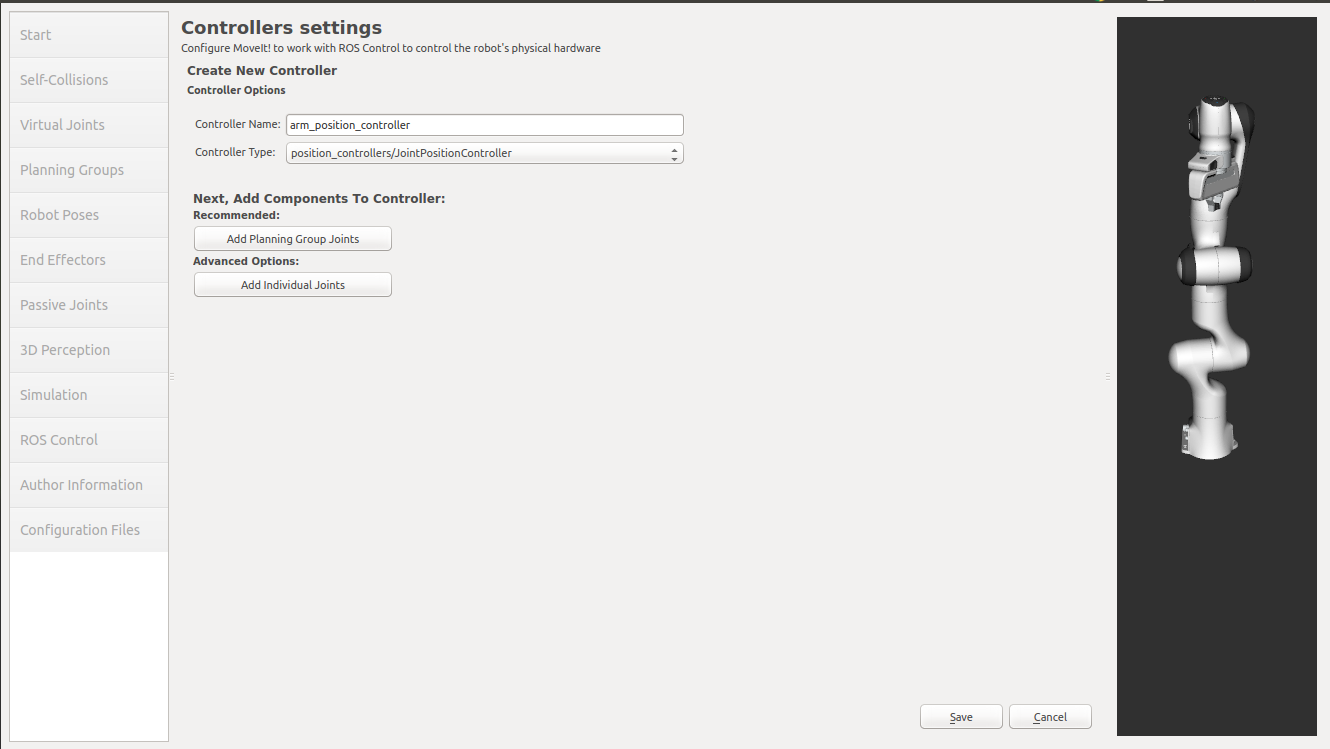 Start
Self-Collisions
Virtual Joints
Planning Groups
Robot Poses
End Effectors
Passive Joints
3D Perception
Simulation
ROS Control
Author Information
Configuration Files
Controllers settings
Configure MoveIt! to work with ROS Control to control the robot's physical hardware
Create New Controller
Controller Options
Controller Name: arm_position_controller
Controller Type: position_controllers/JointPositionController
Next, Add Components To Controller:
Recommended:
Add Planning Group Joints
Advanced Options:
Add Individual Joints
Save Cancel